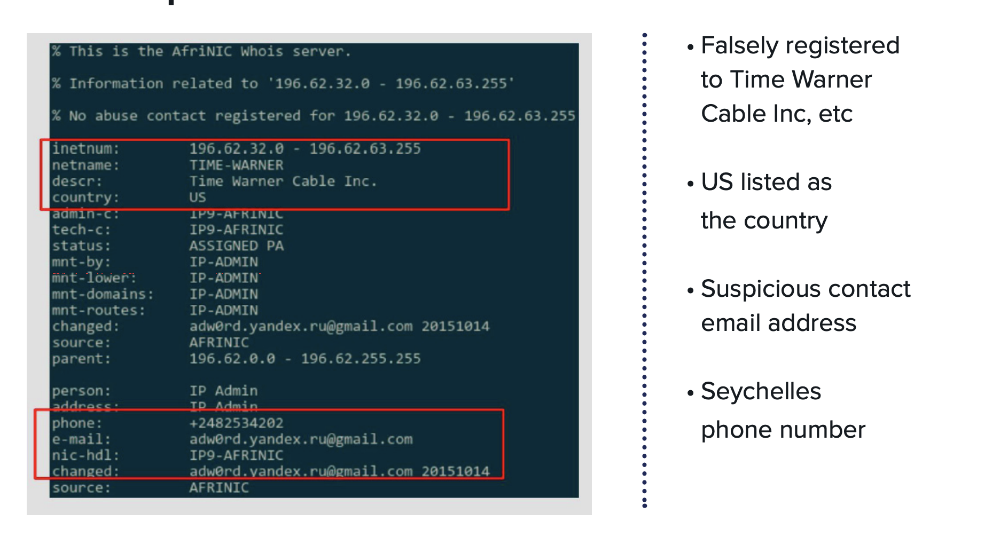 % This is the AfriNIC Whois server.
% Information related to '196.62.32.0 - 196.62.63.255'
% No abuse contact registered for 196.62.32.0 - 196.62.63.255
inetnum: 196.62.32.0 - 196.62.63.255
netname: TIME-WARNER
descr: Time Warner Cable Inc.
country: US
admin-c: IP9-AFRINIC
tech-c: IP9-AFRINIC
status: ASSIGNED PA
mnt-by: IP-ADMIN
mnt-lower: IP-ADMIN
mnt-domains: IP-ADMIN
mnt-routes: IP-ADMIN
changed: adw0rd.yandex.ru@gmail.com 20151014
source: AFRINIC
parent: 196.62.0.0 - 196.62.255.255
person: IP Admin
address: IP Admin
phone: +2482534202
e-mail: adw0rd.yandex.ru@gmail.com
nic-hdl: IP9-AFRINIC
changed: adw0rd.yandex.ru@gmail.com 20151014
source: AFRINIC
• Falsely registered
to Time Warner
Cable Inc, etc
• US listed as
the country
• Suspicious contact
email address
• Seychelles
phone number